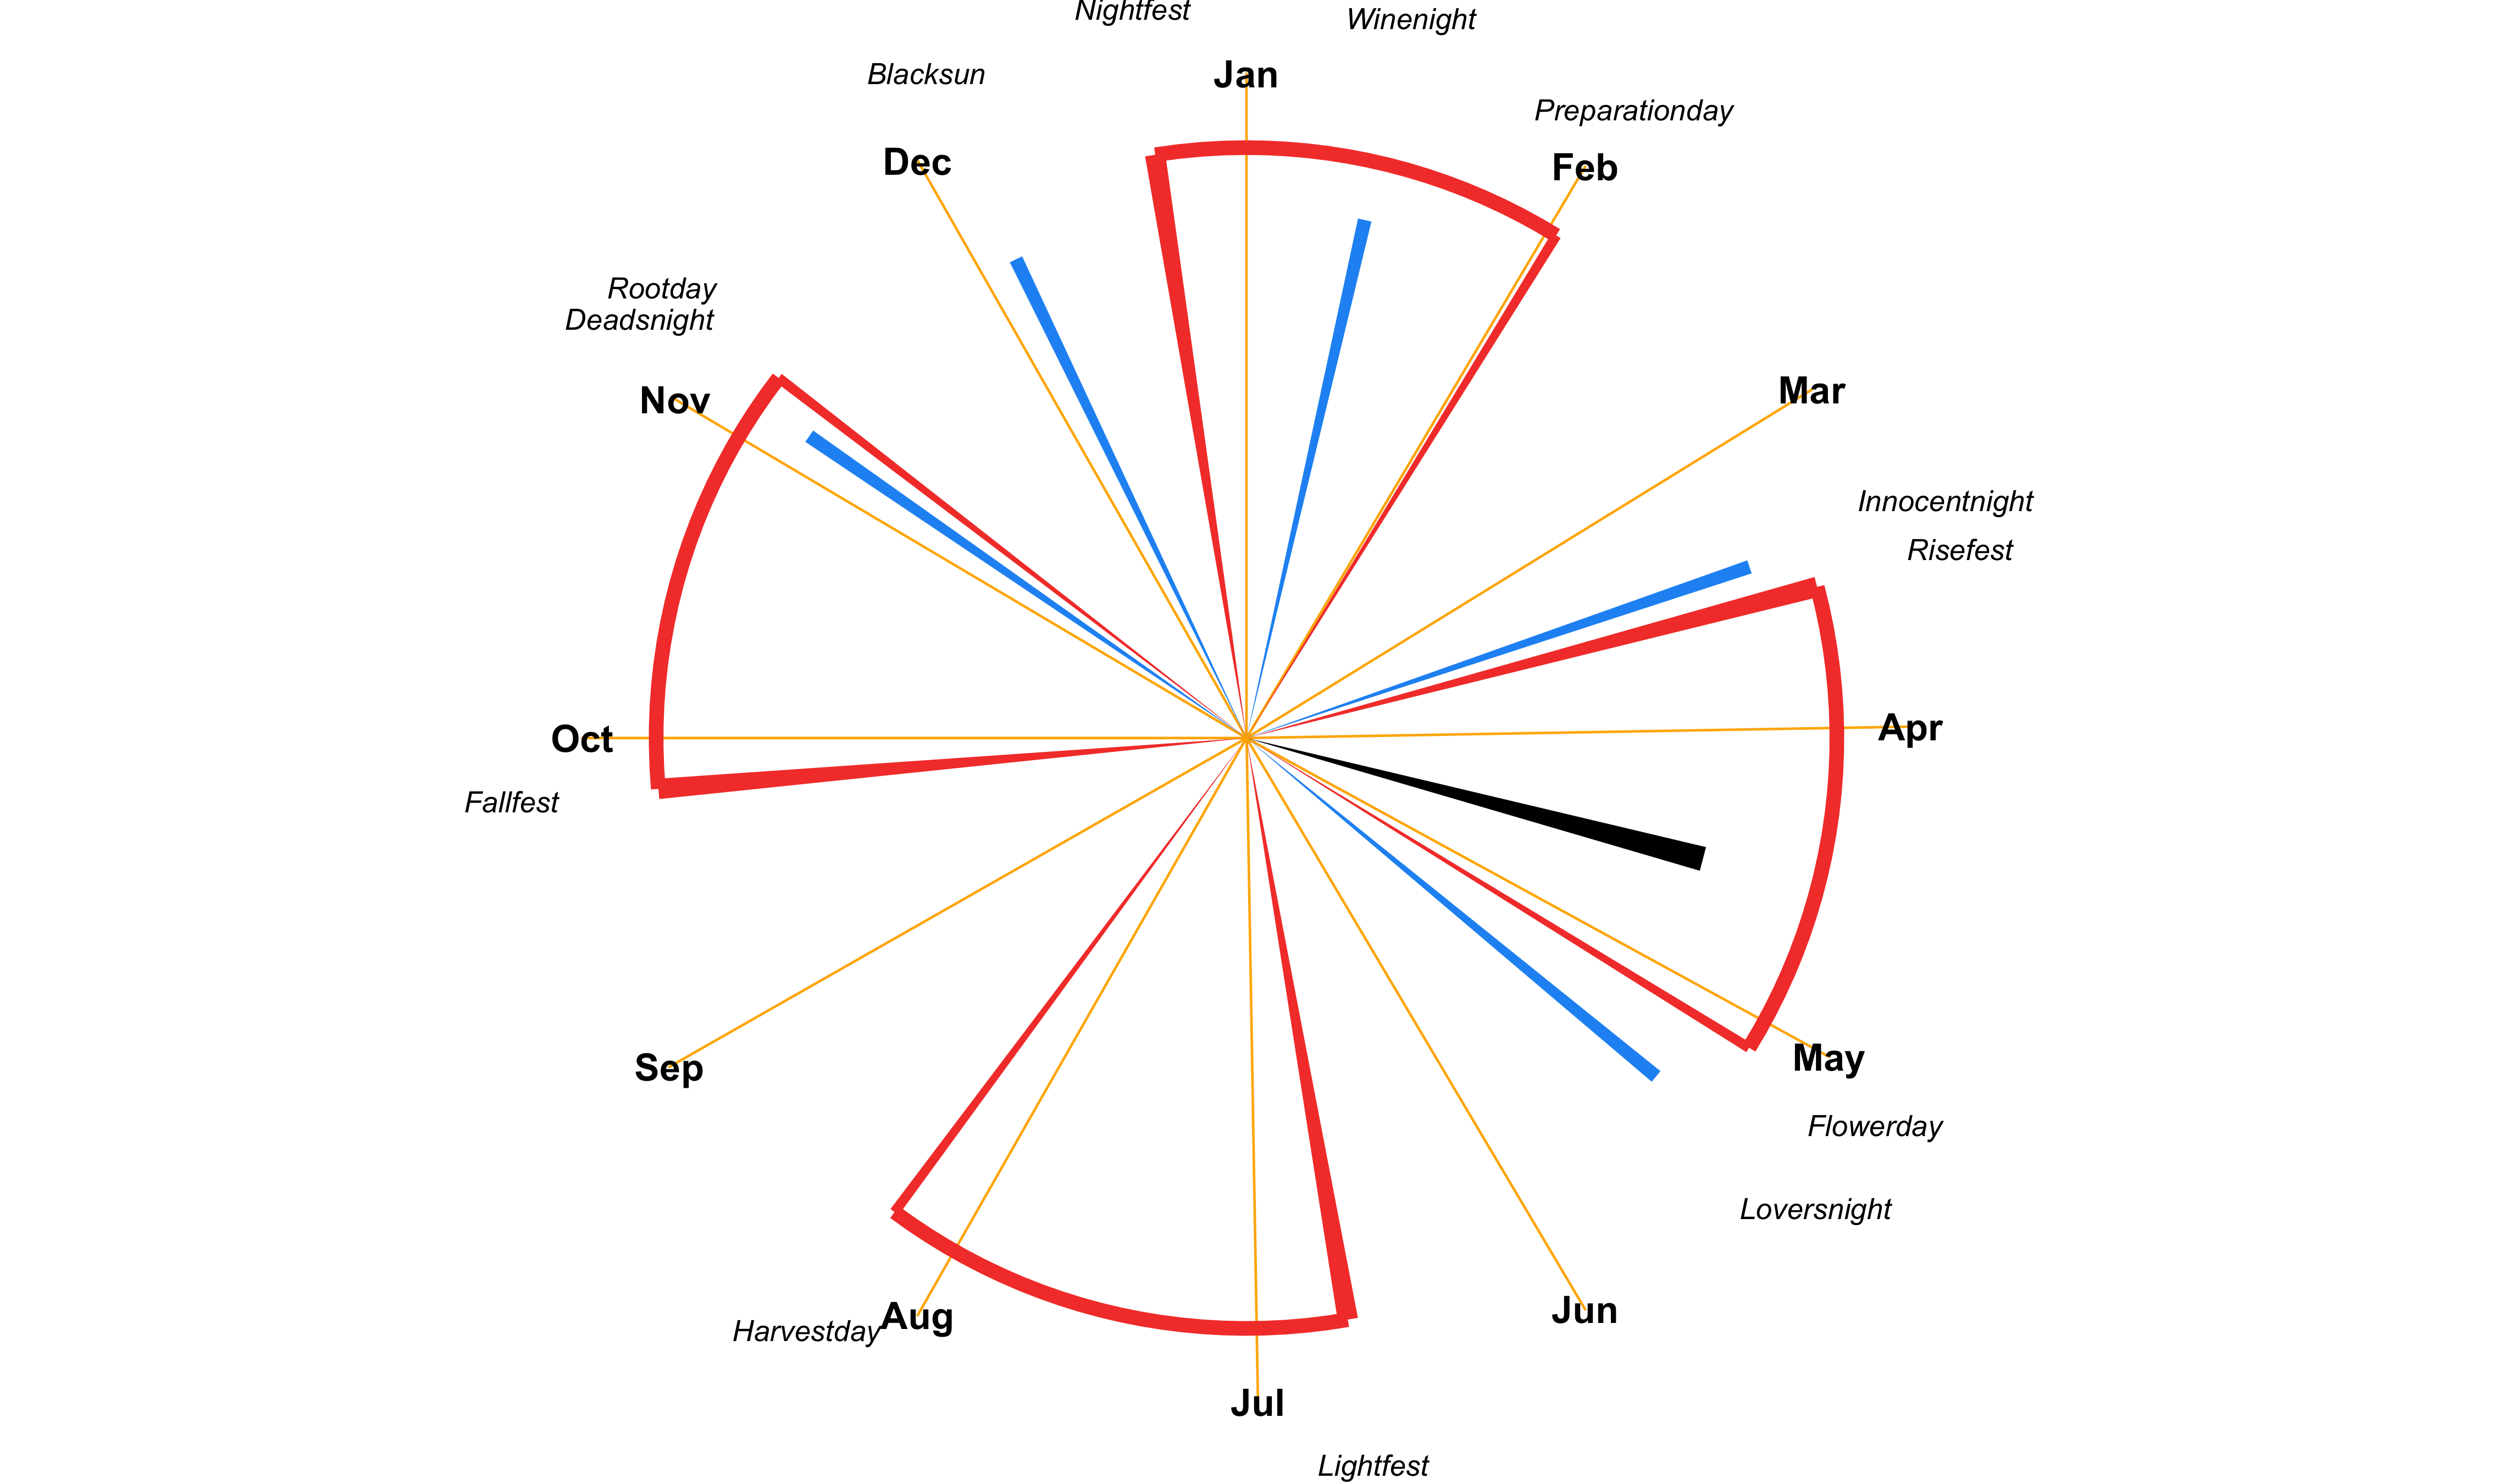 Nightfest
Winenight
Blacksun
Jan
Preparationday
Dec
Feb
Rootday
Deadsnight
Nov
Mar
Innocentnight
Risefest
Oct
Apr
Fallfest
Sep
May
Flowerday
Loversnight
Harvestday
Aug
Jun
Jul
Lightfest